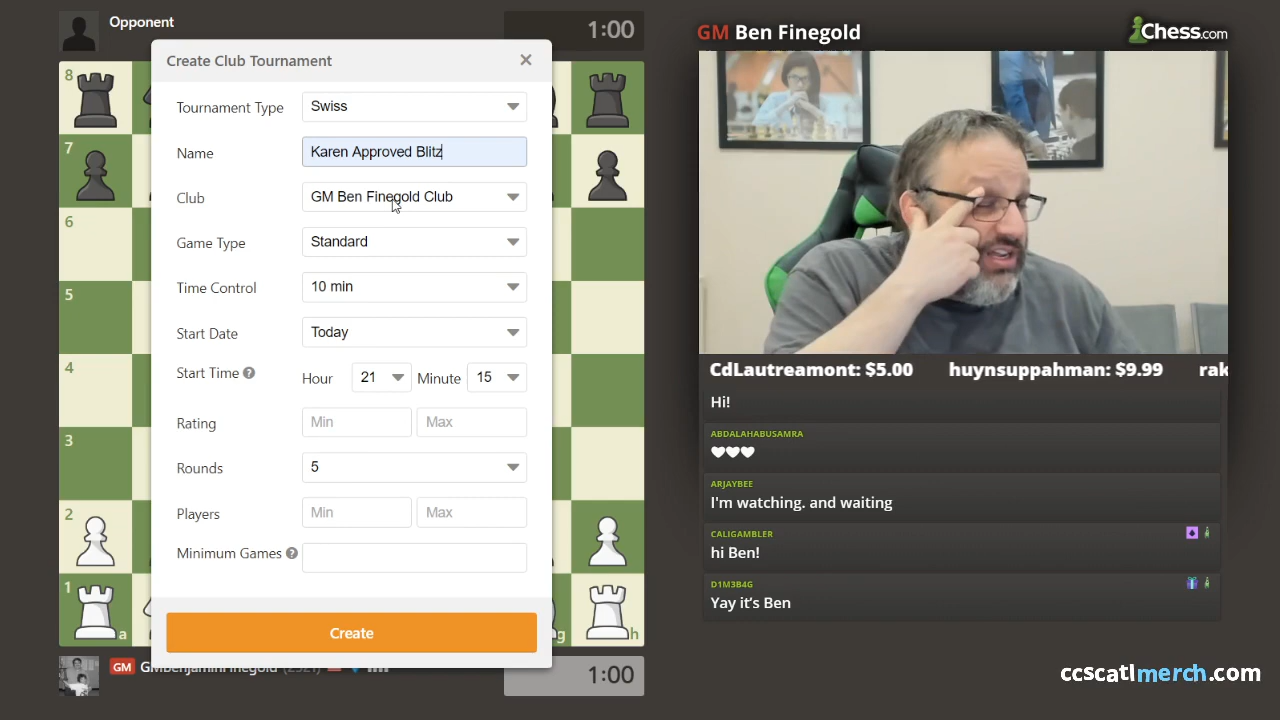 Opponent
1:00
Create Club Tournament
×
Tournament Type
Swiss
Name
Karen Approved Blitz
Club
GM Ben Finegold Club
Game Type
Standard
Time Control
10 min
Start Date
Today
Start Time ?
Hour
21
Minute
15
Rating
Min
Max
Rounds
5
Players
Min
Max
Minimum Games ?
Create
8
7
6
5
4
3
2
1
a
g
h
GM
1:00
GM Ben Finegold
Chess.com
CdLautreamont: $5.00 huynsuppahman: $9.99 rak
Hi!
ABDALAHABUSAMRA
ARJAYBEE
I'm watching. and waiting
CALIGAMBLER
hi Ben!
D1M3B4G
Yay it's Ben
ccscatlmerch.com